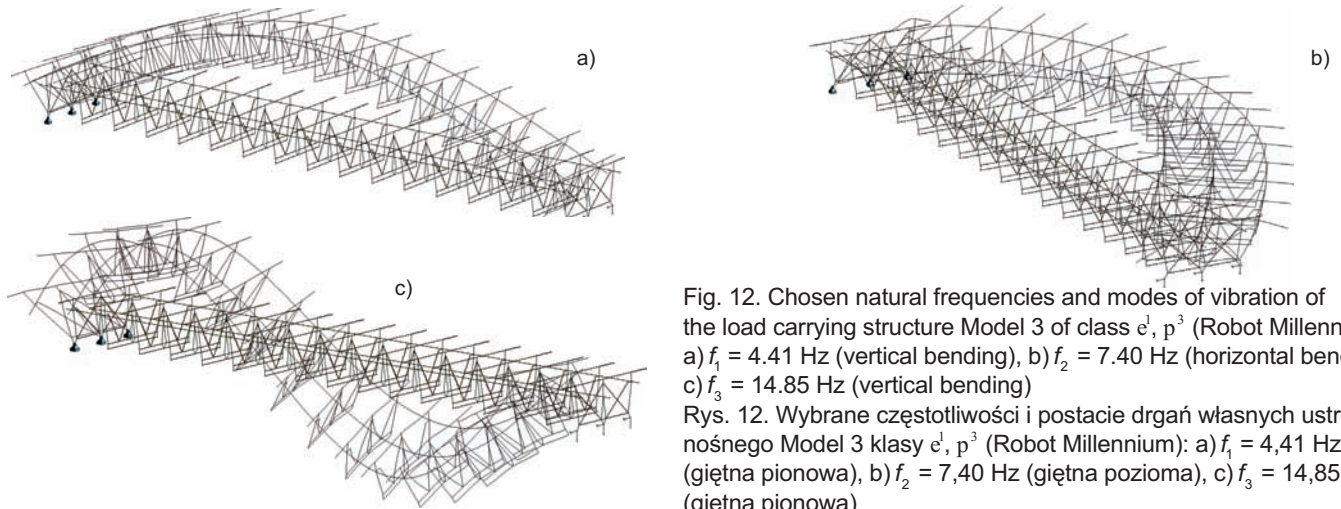 a)
b)
c)
Fig. 12. Chosen natural frequencies and modes of vibration of
the load carrying structure Model 3 of class e¹, p³ (Robot Millenn
a) f₁ = 4.41 Hz (vertical bending), b) f₂ = 7.40 Hz (horizontal bend
c) f₃ = 14.85 Hz (vertical bending)
Rys. 12. Wybrane częstotliwości i postacie drgań własnych ustr
nośnego Model 3 klasy e¹, p³ (Robot Millennium): a) f₁ = 4,41 Hz
(giętna pionowa), b) f₂ = 7,40 Hz (giętna pozioma), c) f₃ = 14,85
(giętna pionowa)